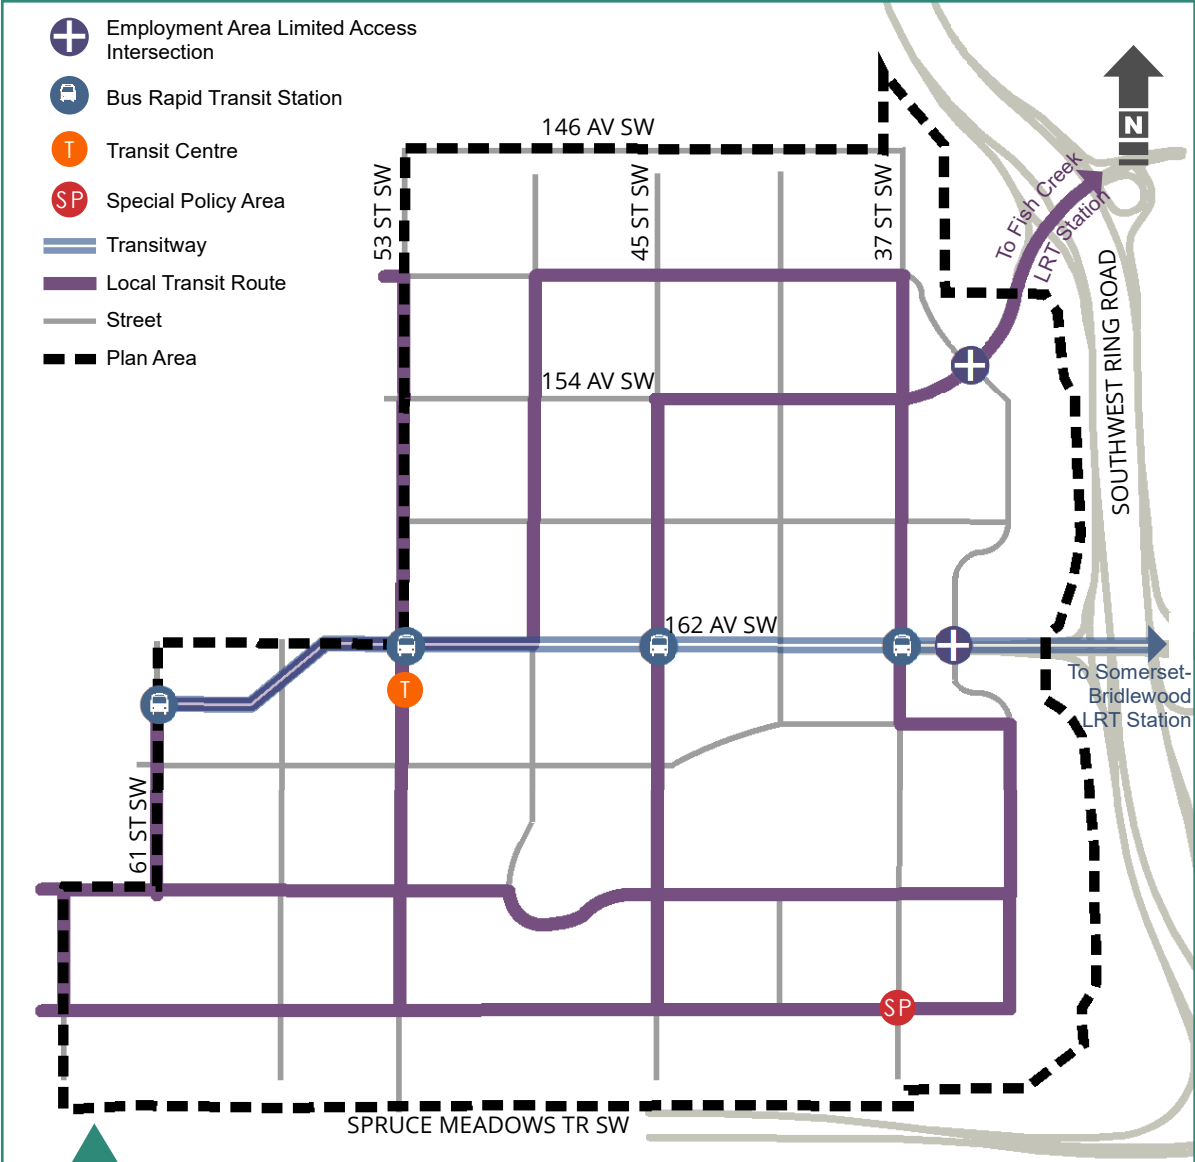 Employment Area Limited Access
Intersection
Bus Rapid Transit Station
T
Transit Centre
SP
Special Policy Area
Transitway
Local Transit Route
Street
Plan Area
146 AV SW
53 ST SW
45 ST SW
37 ST SW
N
To Fish Creek
LRT Station
SOUTHWEST RING ROAD
154 AV SW
162 AV SW
T
To Somerset-
Bridlewood
LRT Station
61 ST SW
SP
SPRUCE MEADOWS TR SW